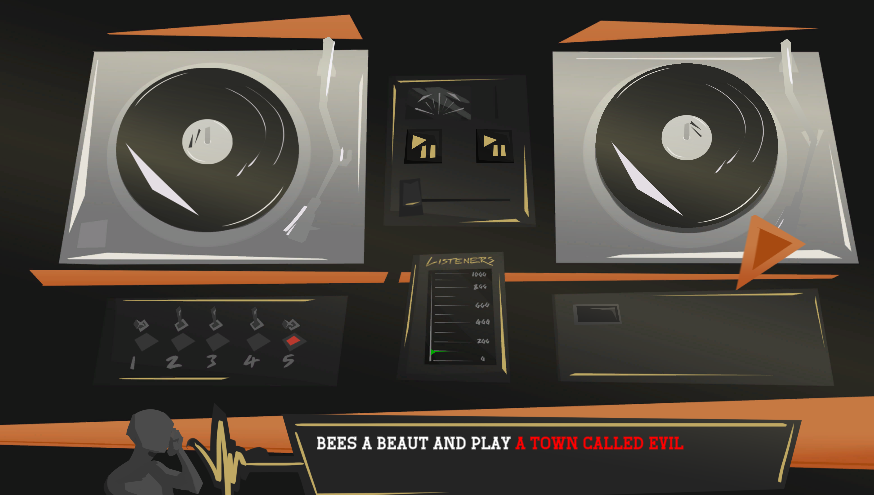 LISTENERS
1000
800
600
400
200
0
1 2 3 4 5
BEES A BEAUT AND PLAY A TOWN CALLED EVIL